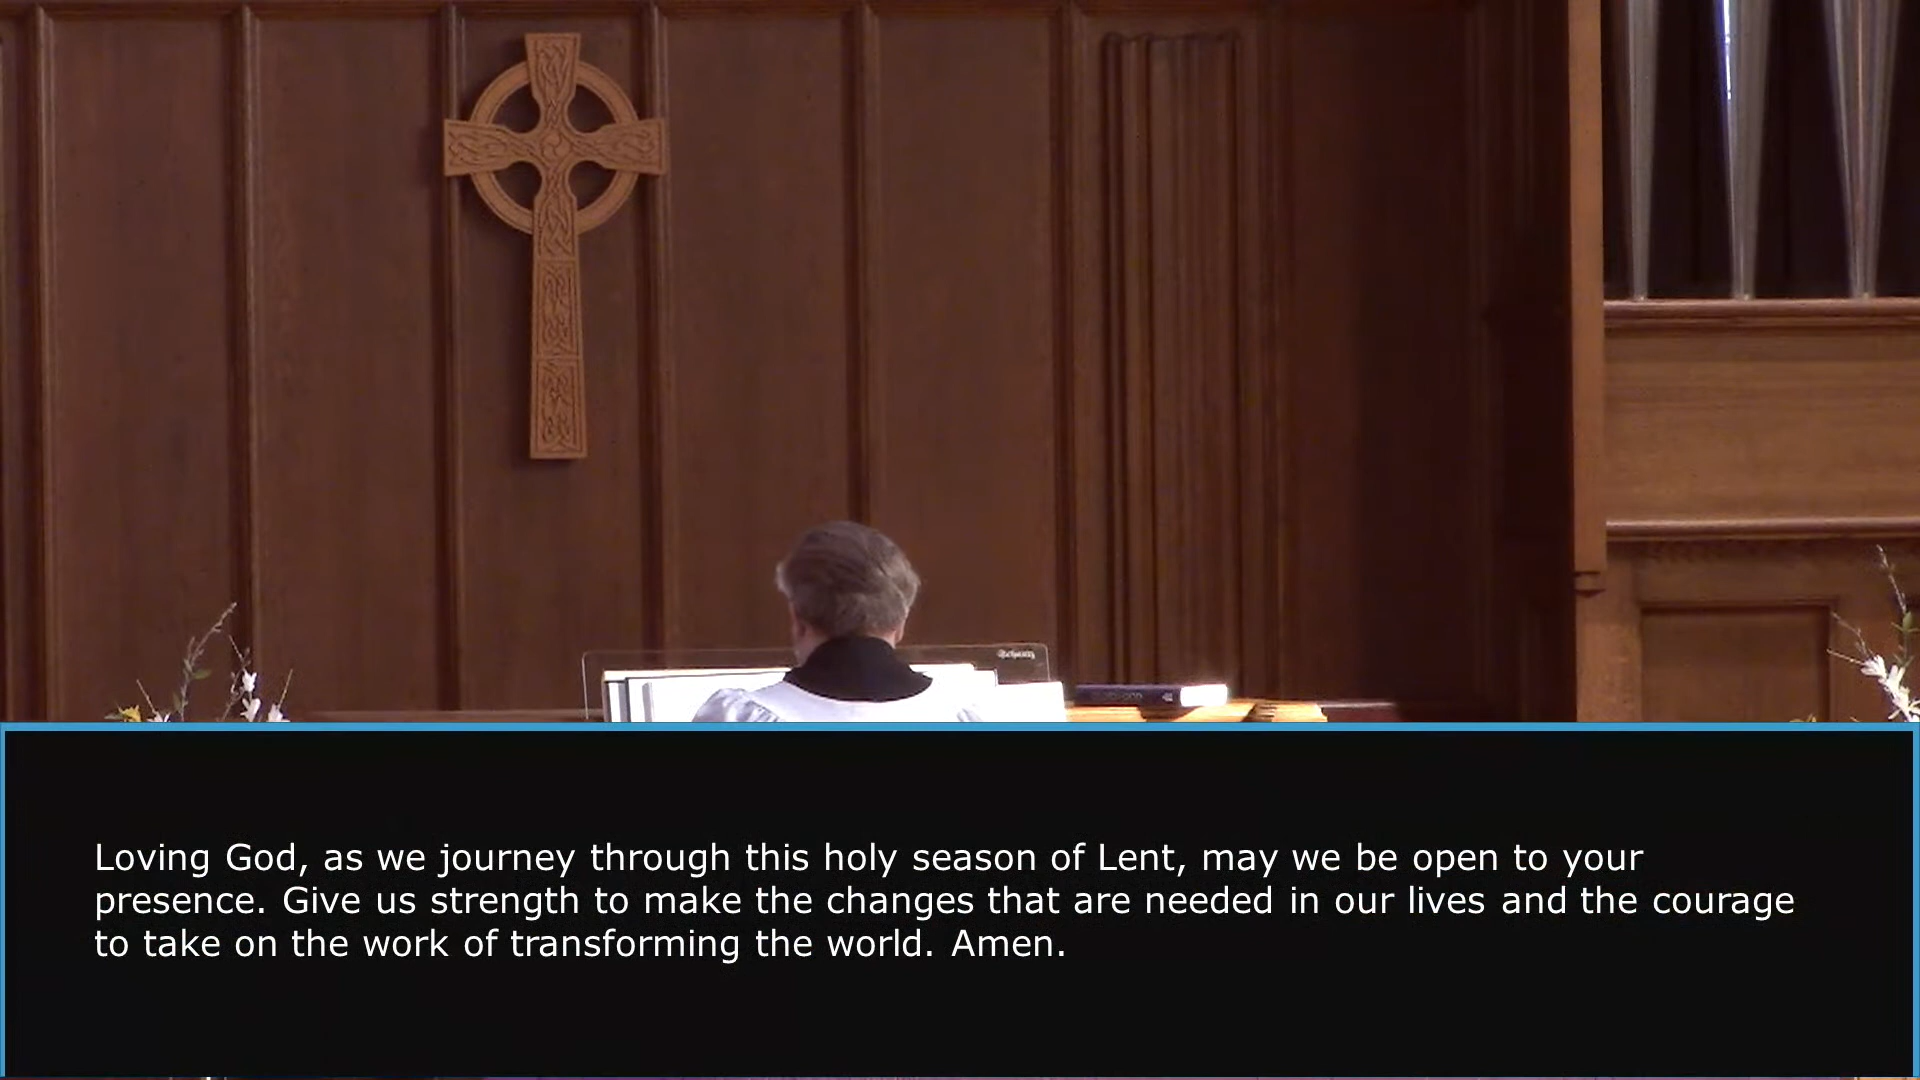 Schantz
Loving God, as we journey through this holy season of Lent, may we be open to your
presence. Give us strength to make the changes that are needed in our lives and the courage
to take on the work of transforming the world. Amen.